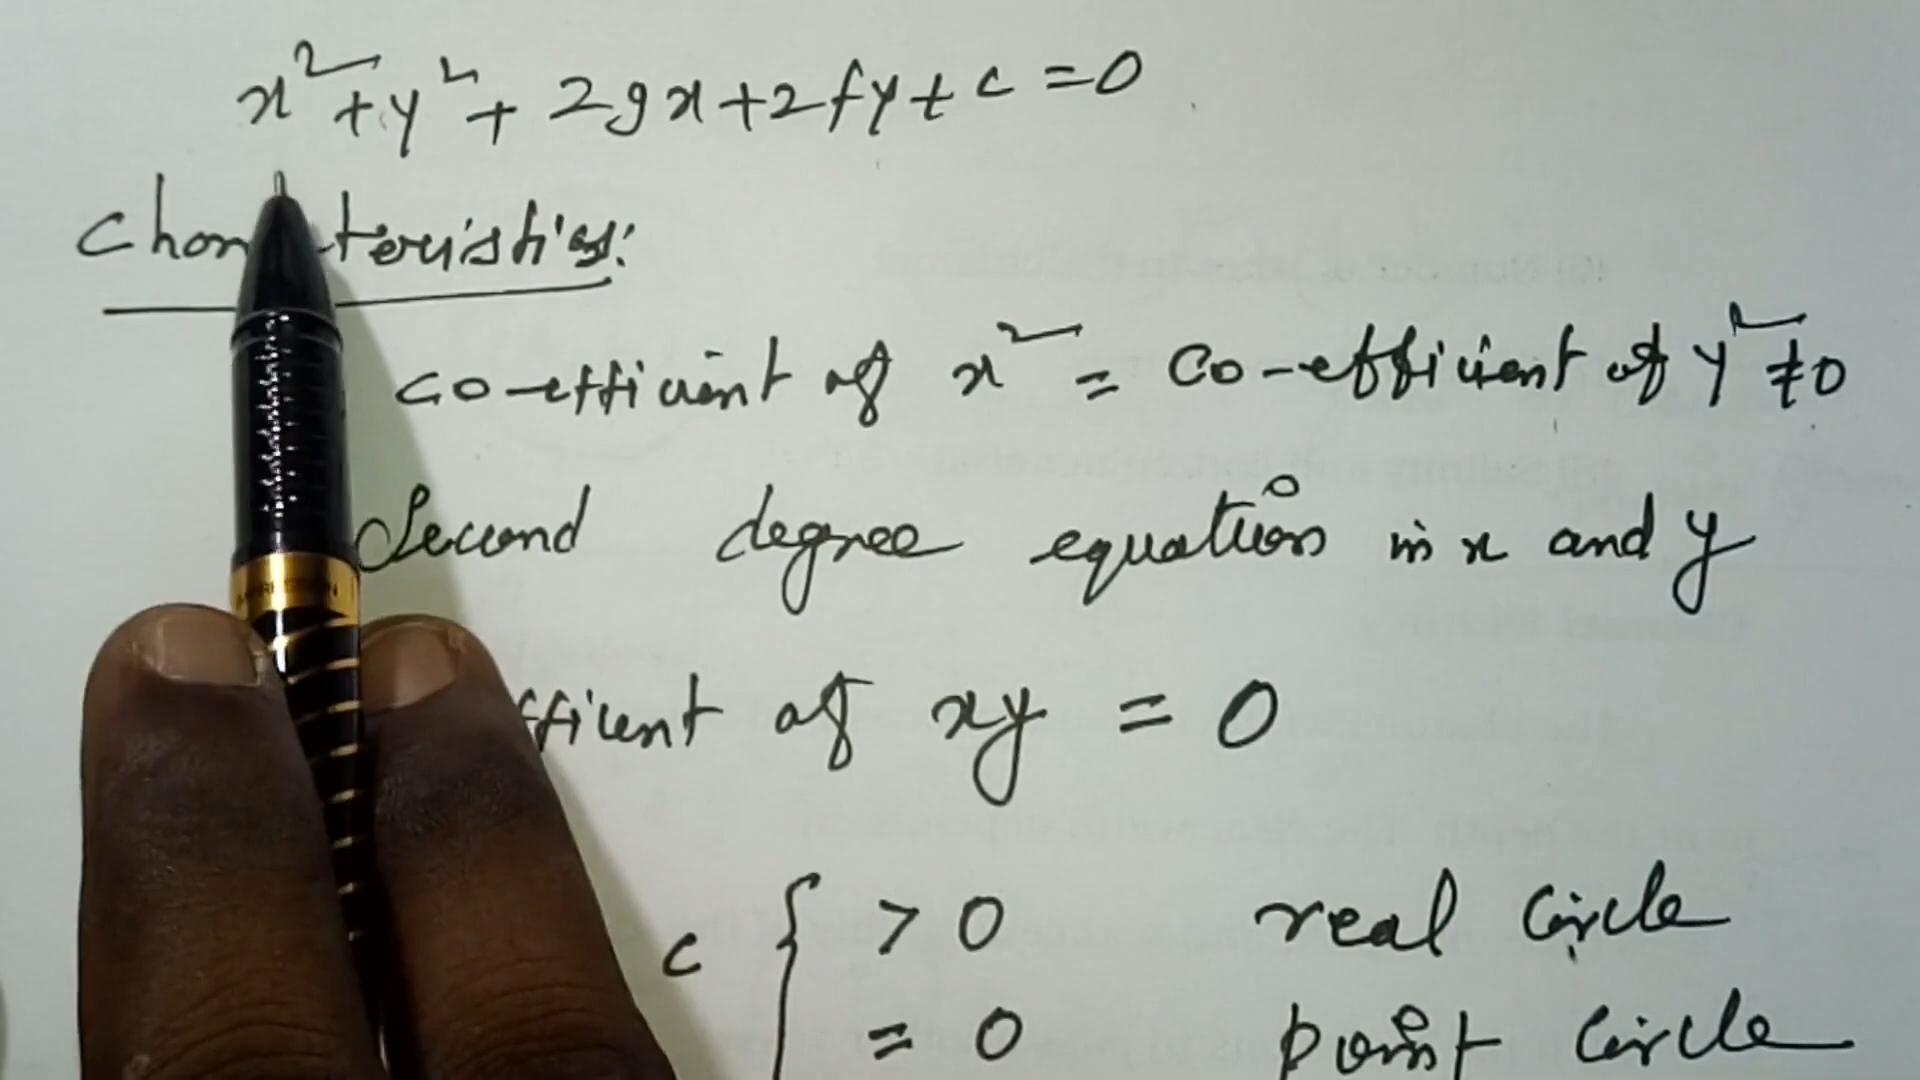 x² + y² + 2gx + 2fy + c = 0
co-efficient of x² = co-efficient of y² ≠ 0
Second degree equation in x and y
fficient of xy = 0
c { > 0 real circle
= 0 point circle